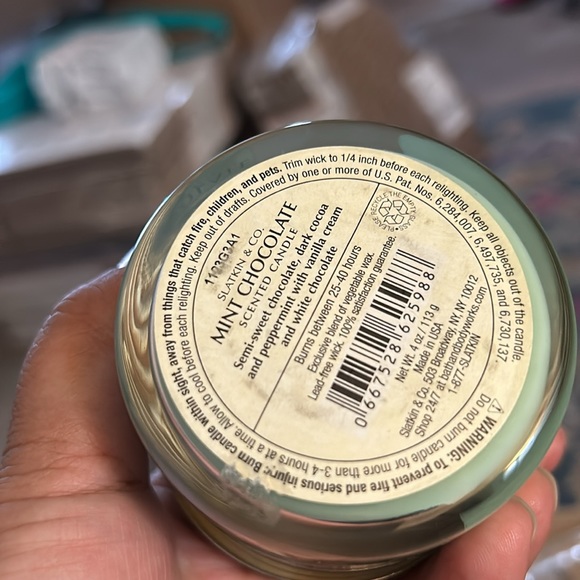 SLATKIN & CO.
MINT CHOCOLATE
SCENTED CANDLE
Semi-sweet chocolate, dark cocoa
and peppermint with vanilla cream
and white chocolate
Burns between 25-40 hours
Exclusive blend of vegetable wax.
Lead-free wick. 100% satisfaction guarantee.
0 667528 625988
Net Wt. 4 oz / 113 g
Made in USA
Slatkin & Co. 503 Broadway, NY, NY 10012
Shop 24/7 at bathandbodyworks.com
1-877-SLATKIN
⚠ WARNING: To prevent fire and serious injury: Burn candle within sight, away from things that catch fire, children, and pets. Trim wick to 1/4 inch before each relighting. Keep all objects out of the candle.
Do not burn candle for more than 3-4 hours at a time. Allow to cool before each relighting. Keep out of drafts. Covered by one or more of U.S. Pat. Nos. 6,284,007, 6,497,735, and 6,730,137